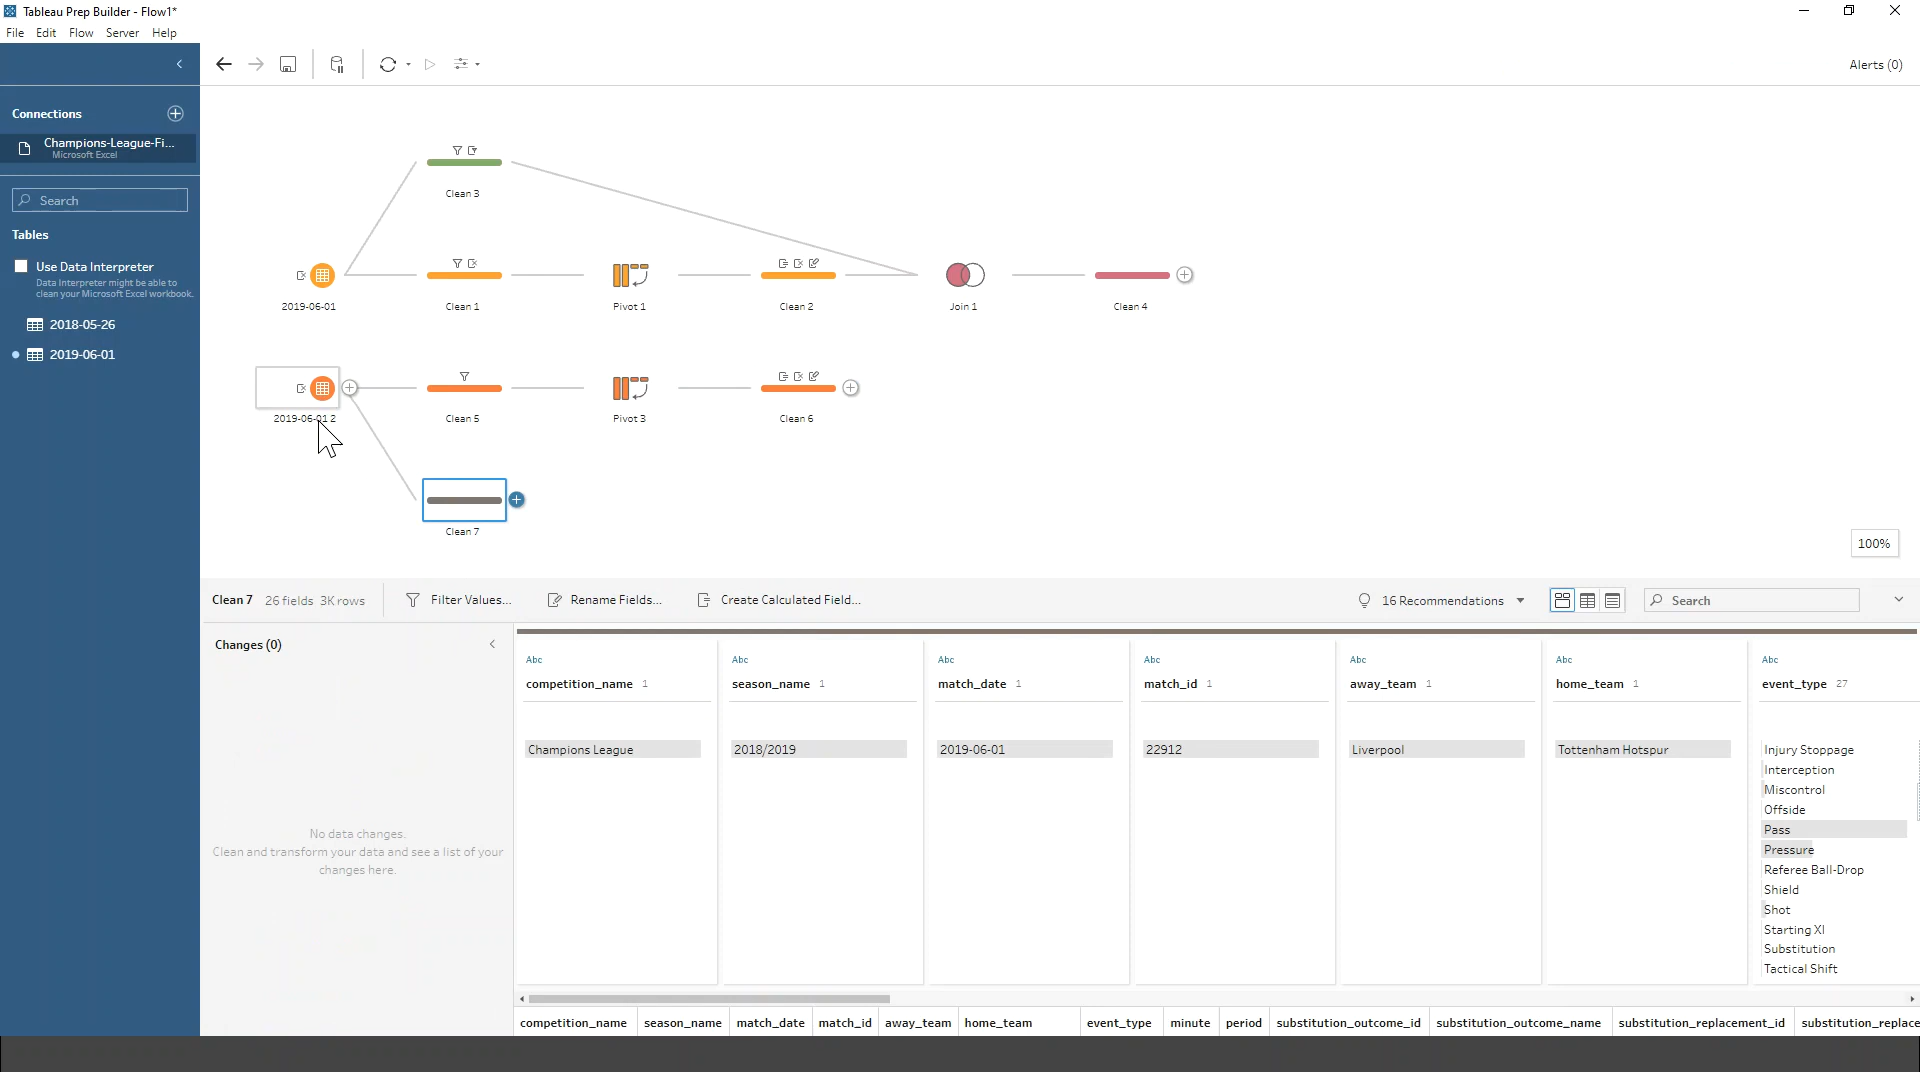 Tableau Prep Builder - Flow1*
File Edit Flow Server Help
Alerts (0)
Connections
Champions-League-Fi...
Microsoft Excel
Search
Tables
Use Data Interpreter
Data Interpreter might be able to
clean your Microsoft Excel workbook.
2018-05-26
2019-06-01
Clean 3
2019-06-01
Clean 1
Pivot 1
Clean 2
Join 1
Clean 4
2019-06-01 2
Clean 5
Pivot 3
Clean 6
Clean 7
100%
Clean 7 26 fields 3K rows
Filter Values...
Rename Fields...
Create Calculated Field...
16 Recommendations
Search
Changes (0)
No data changes.
Clean and transform your data and see a list of your
changes here.
Abc
competition_name 1
Champions League
Abc
season_name 1
2018/2019
Abc
match_date 1
2019-06-01
Abc
match_id 1
22912
Abc
away_team 1
Liverpool
Abc
home_team 1
Tottenham Hotspur
Abc
event_type 27
Injury Stoppage
Interception
Miscontrol
Offside
Pass
Pressure
Referee Ball-Drop
Shield
Shot
Starting XI
Substitution
Tactical Shift
competition_name season_name match_date match_id away_team home_team event_type minute period substitution_outcome_id substitution_outcome_name substitution_replacement_id substitution_replace